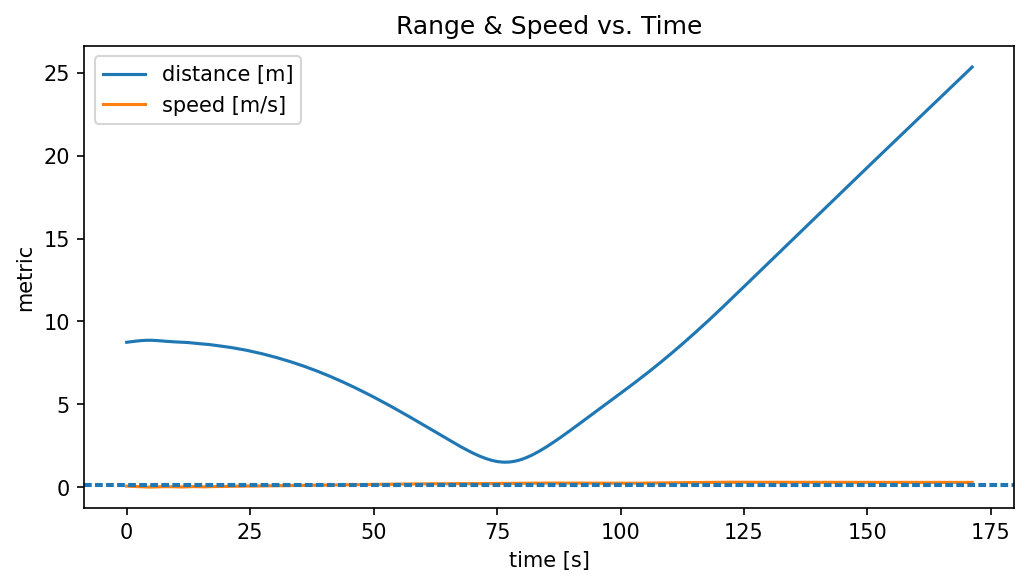 Range & Speed vs. Time
distance [m]
speed [m/s]
metric
25
20
15
10
5
0
0 25 50 75 100 125 150 175
time [s]